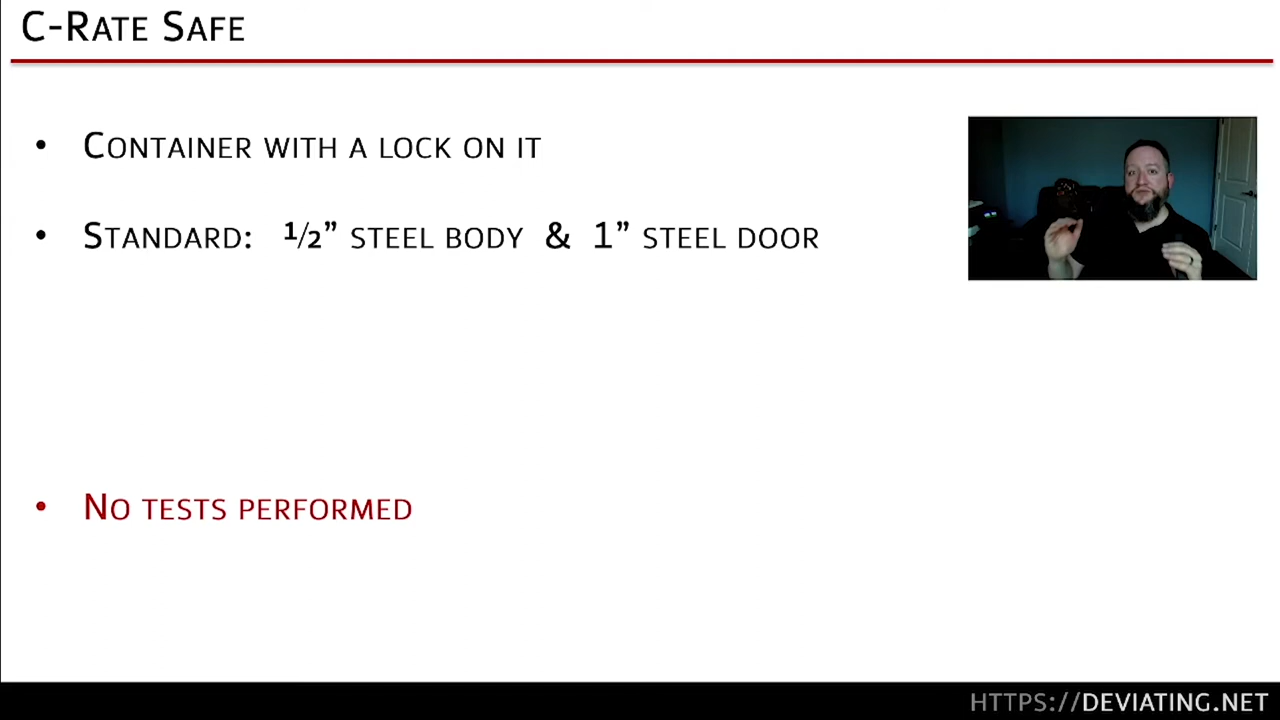 C-Rate Safe
• Container with a lock on it
• Standard: ½” steel body & 1” steel door
• No tests performed
https://deviating.net